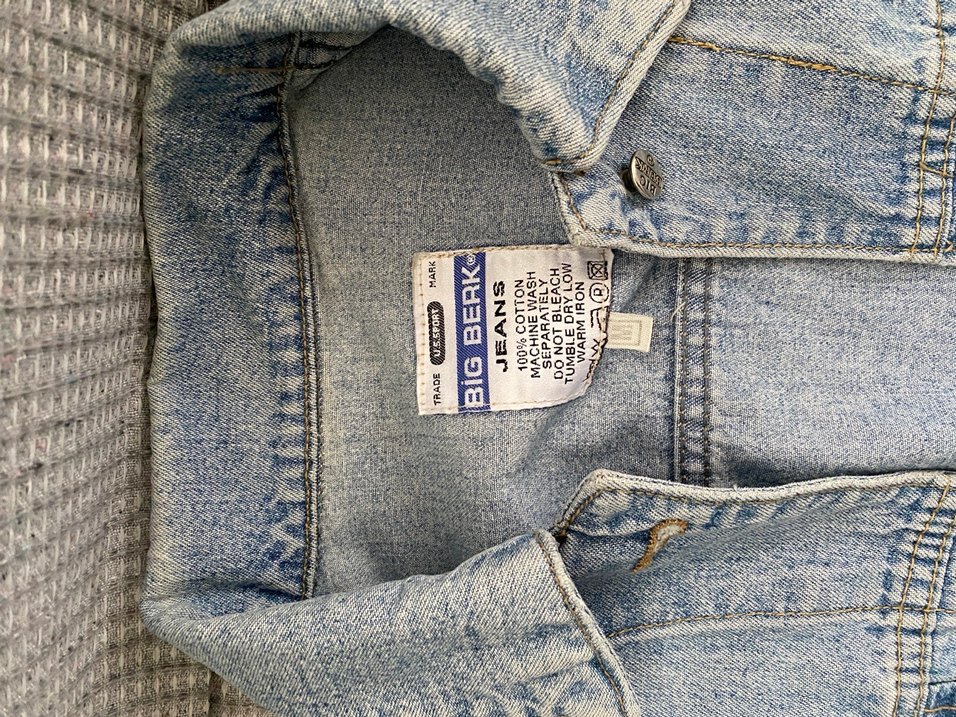 TRADE U.S. SPORT MARK
BIG BERK®
JEANS
100% COTTON
MACHINE WASH
SEPARATELY
DO NOT BLEACH
TUMBLE DRY LOW
WARM IRON
P
M